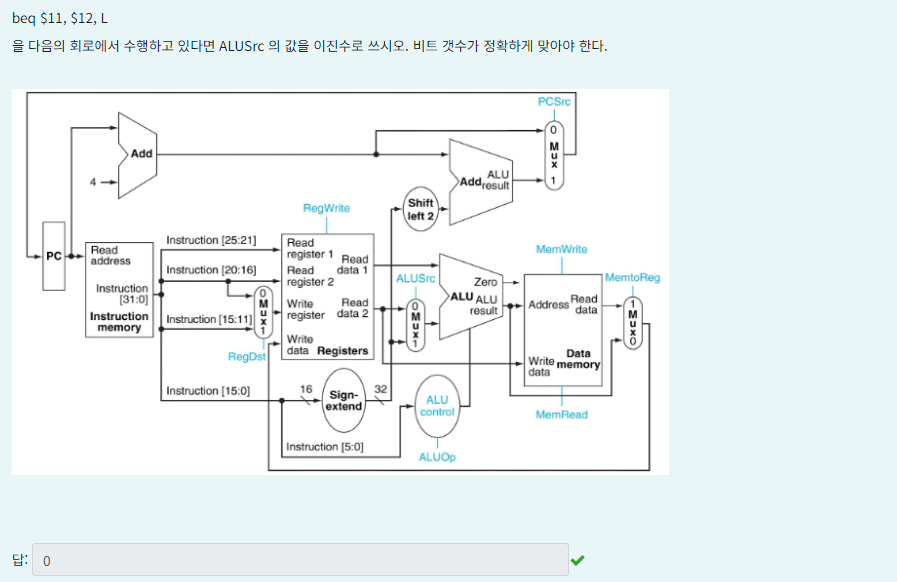 beq $11, $12, L
을 다음의 회로에서 수행하고 있다면 ALUSrc 의 값을 이진수로 쓰시오. 비트 갯수가 정확하게 맞아야 한다.
PCSrc
0
M
u
x
1
Add
4
ALU
Add result
Shift
left 2
RegWrite
PC
Read
address
Instruction
[31:0]
Instruction
memory
Instruction [25:21]
Instruction [20:16]
Instruction [15:11]
0
M
u
x
1
RegDst
Read
register 1
Read
data 1
Read
register 2
Write
register
Read
data 2
Write
data
Registers
ALUSrc
0
M
u
x
1
Zero
ALU
ALU
result
MemWrite
Address
Read
data
Write
data
Data
memory
MemRead
MemtoReg
1
M
u
x
0
Instruction [15:0]
16
Sign-
extend
32
ALU
control
Instruction [5:0]
ALUOp
답: 0